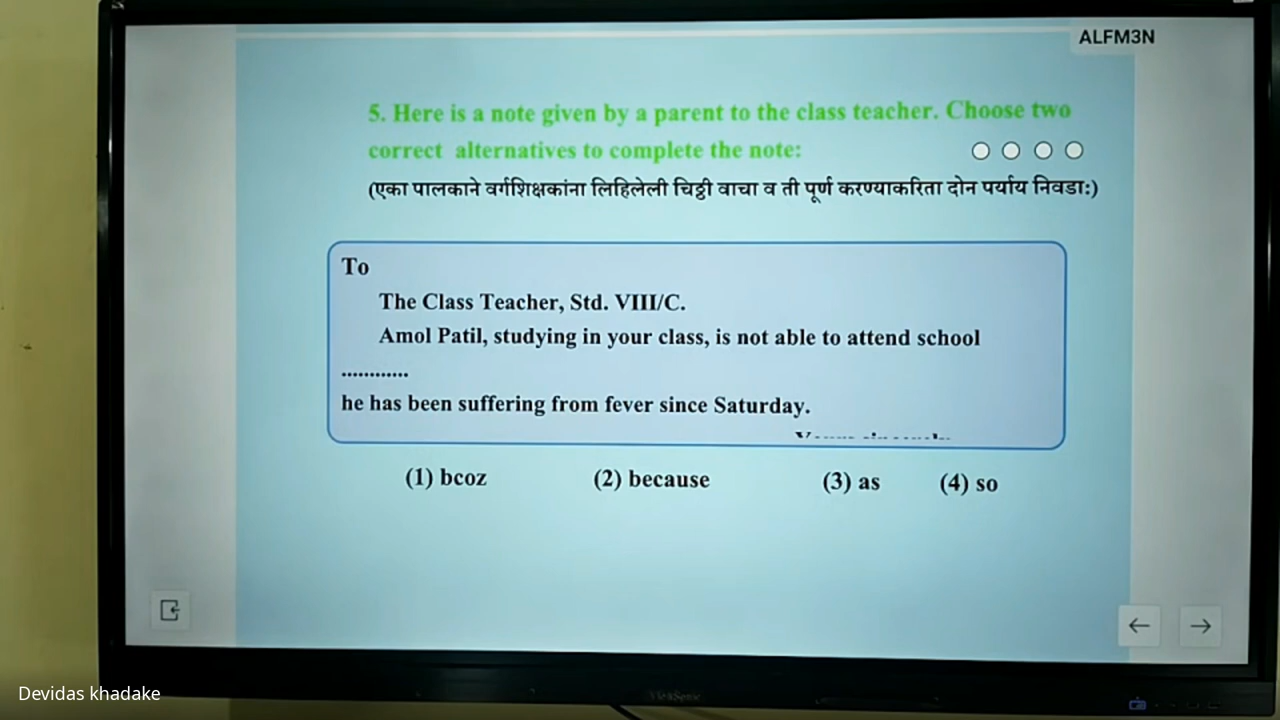 ALFM3N
5. Here is a note given by a parent to the class teacher. Choose two
correct alternatives to complete the note:
(एका पालकाने वर्गशिक्षकांना लिहिलेली चिठ्ठी वाचा व ती पूर्ण करण्याकरिता दोन पर्याय निवडा:)
To
The Class Teacher, Std. VIII/C.
Amol Patil, studying in your class, is not able to attend school
............
he has been suffering from fever since Saturday.
(1) bcoz (2) because (3) as (4) so
ViewSonic
Devidas khadake